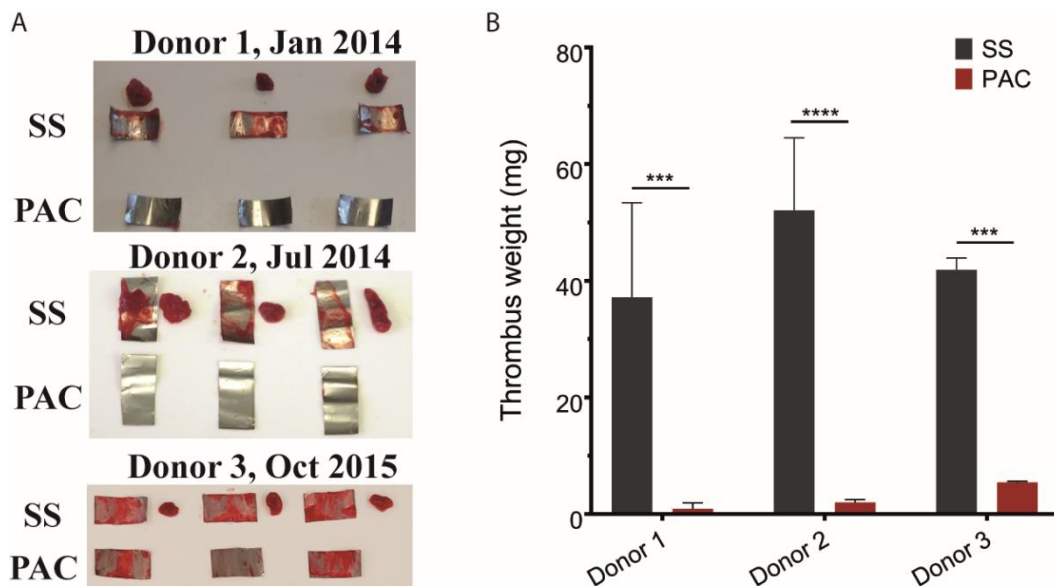 A
Donor 1, Jan 2014
SS
PAC
Donor 2, Jul 2014
SS
PAC
Donor 3, Oct 2015
SS
PAC
B
SS
PAC
Thrombus weight (mg)
80
60
40
20
0
***
****
***
Donor 1
Donor 2
Donor 3